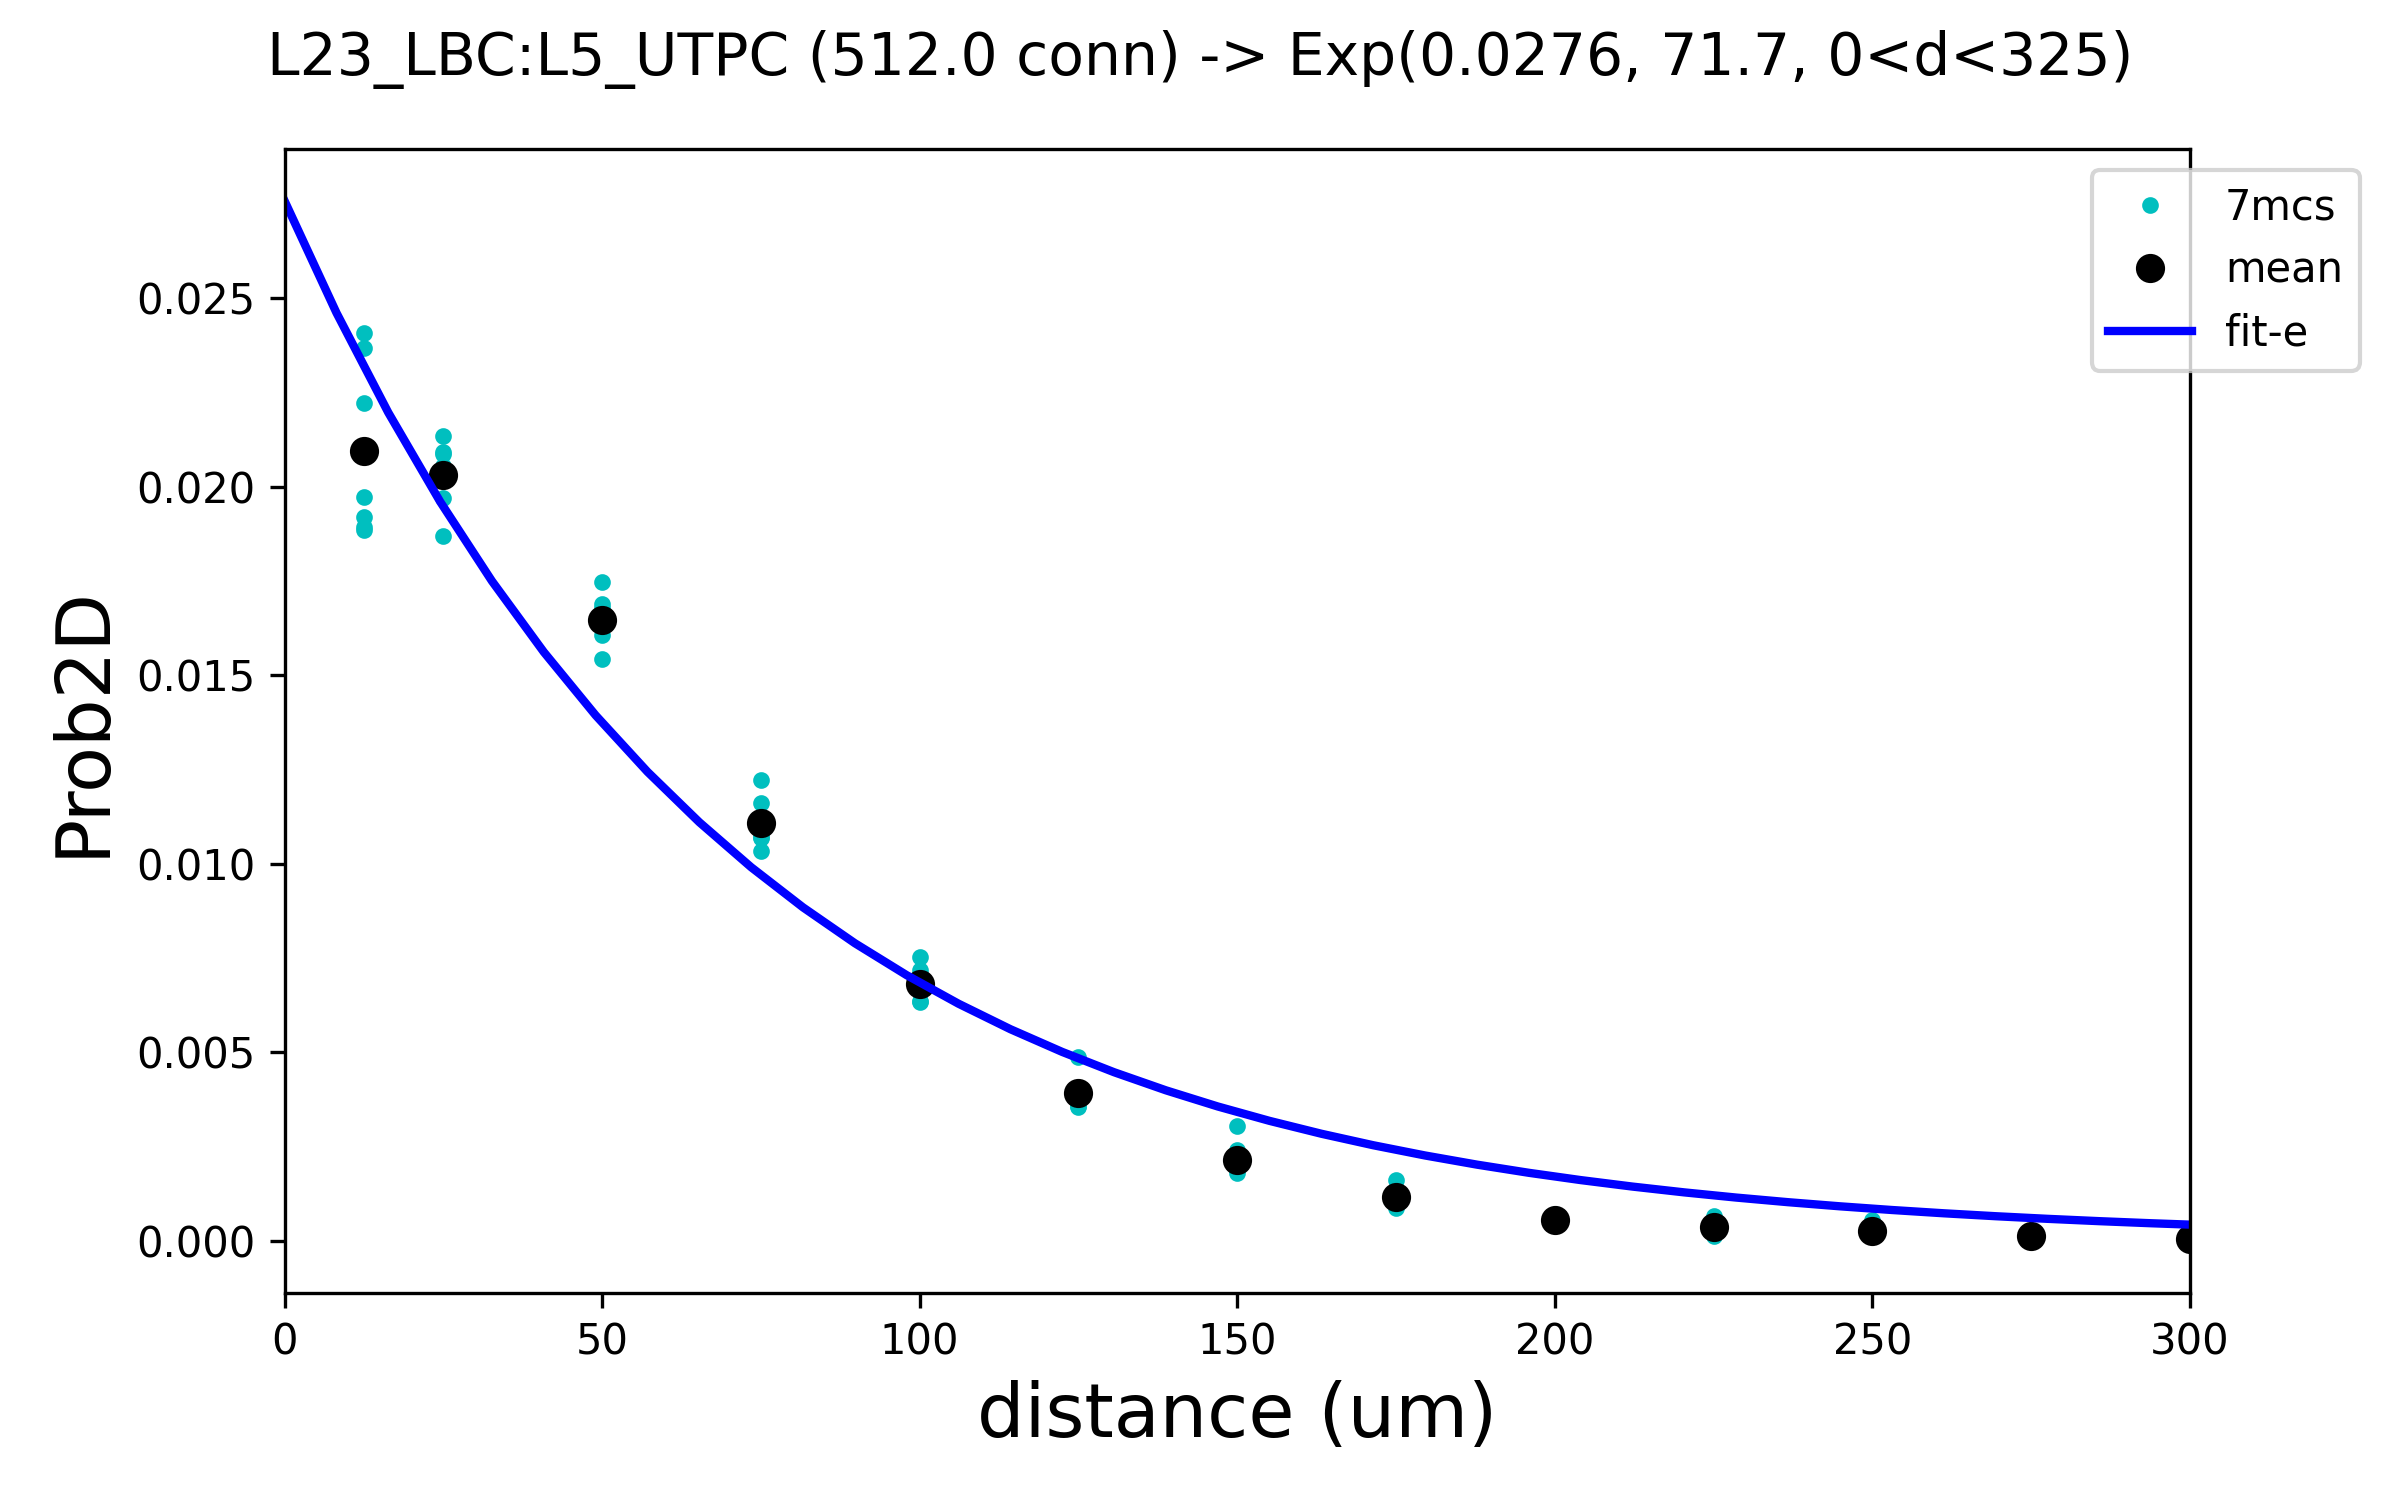 L23_LBC:L5_UTPC (512.0 conn) -> Exp(0.0276, 71.7, 0<d<325)
7mcs
mean
fit-e
Prob2D
0.025
0.020
0.015
0.010
0.005
0.000
0 50 100 150 200 250 300
distance (um)